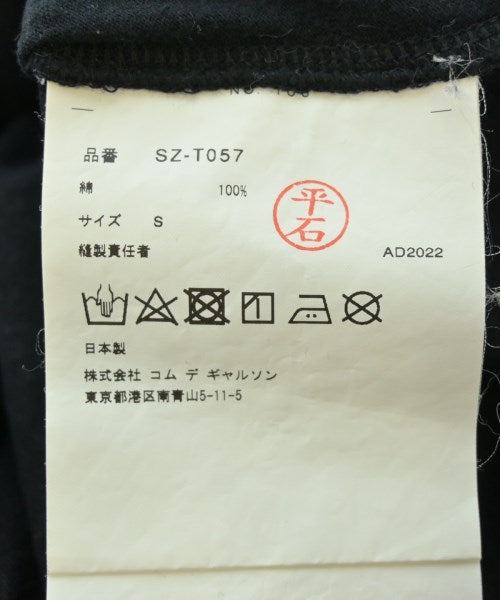 品番 SZ-T057
綿 100%
平石
サイズ S
縫製責任者 AD2022
日本製
株式会社 コム デ ギャルソン
東京都港区南青山5-11-5